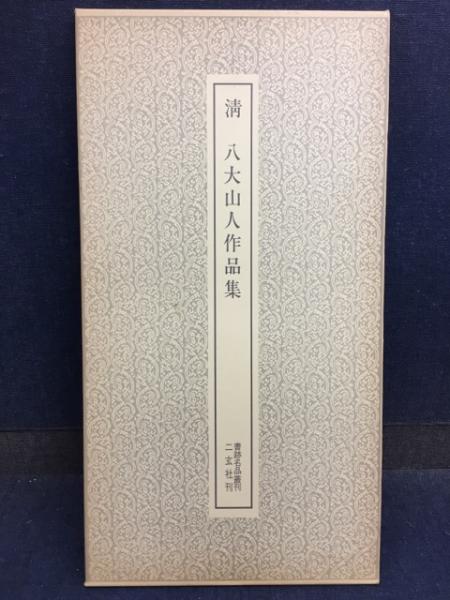 清 八大山人作品集
書跡名品叢刊
二玄社刊